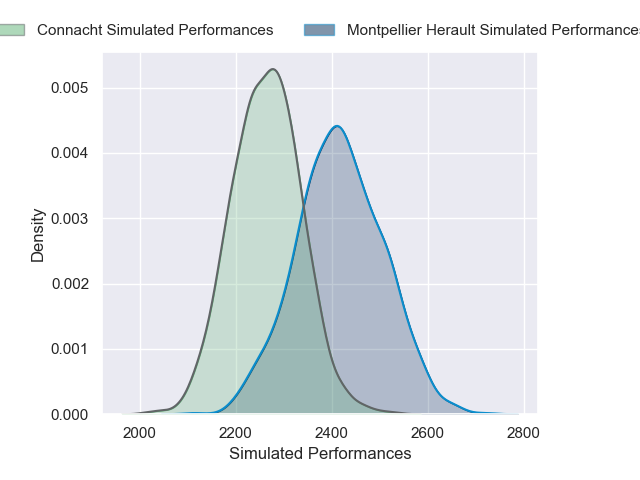 Connacht Simulated Performances
Montpellier Herault Simulated Performances
0.005
0.004
0.003
0.002
0.001
0.000
Density
2000
2200
2400
2600
2800
Simulated Performances